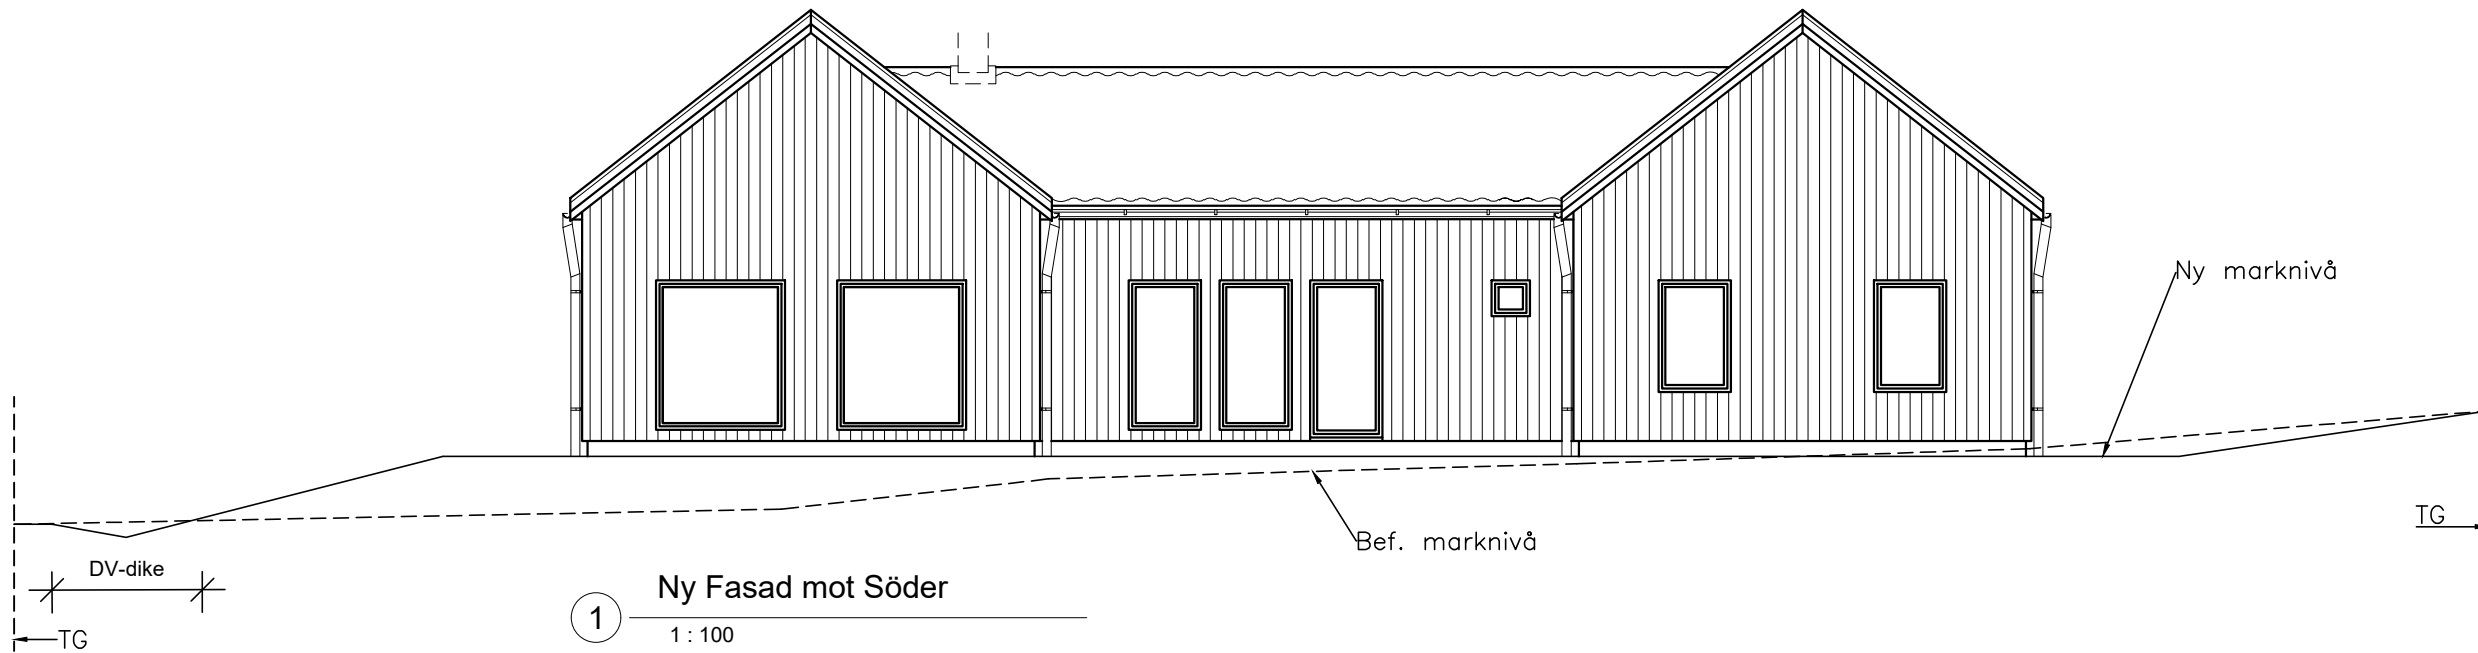 Ny marknivå
TG
Bef. marknivå
DV-dike
Ny Fasad mot Söder
1
1 : 100
TG